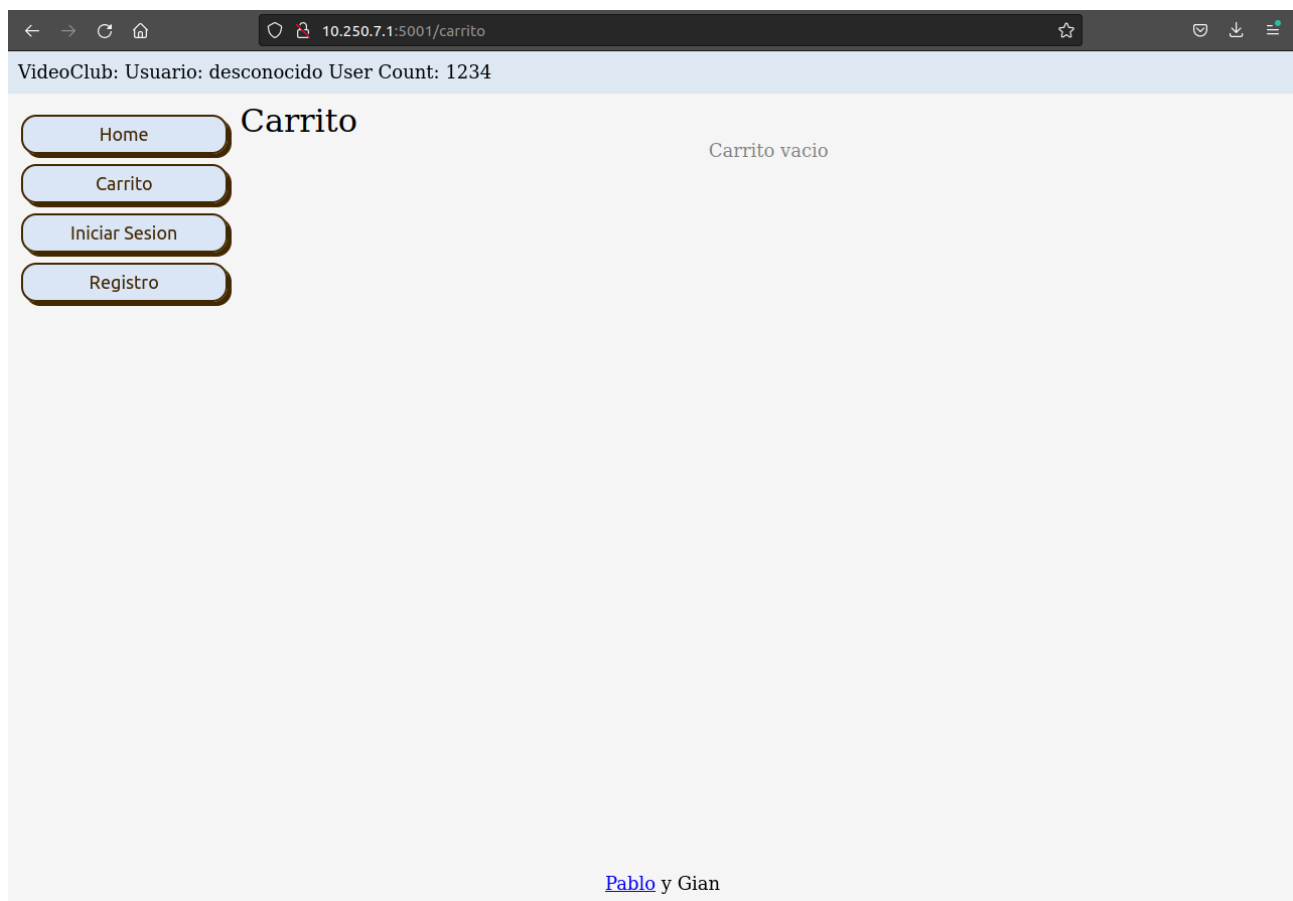 10.250.7.1:5001/carrito
VideoClub: Usuario: desconocido User Count: 1234
Home
Carrito
Iniciar Sesion
Registro
Carrito
Carrito vacio
Pablo y Gian